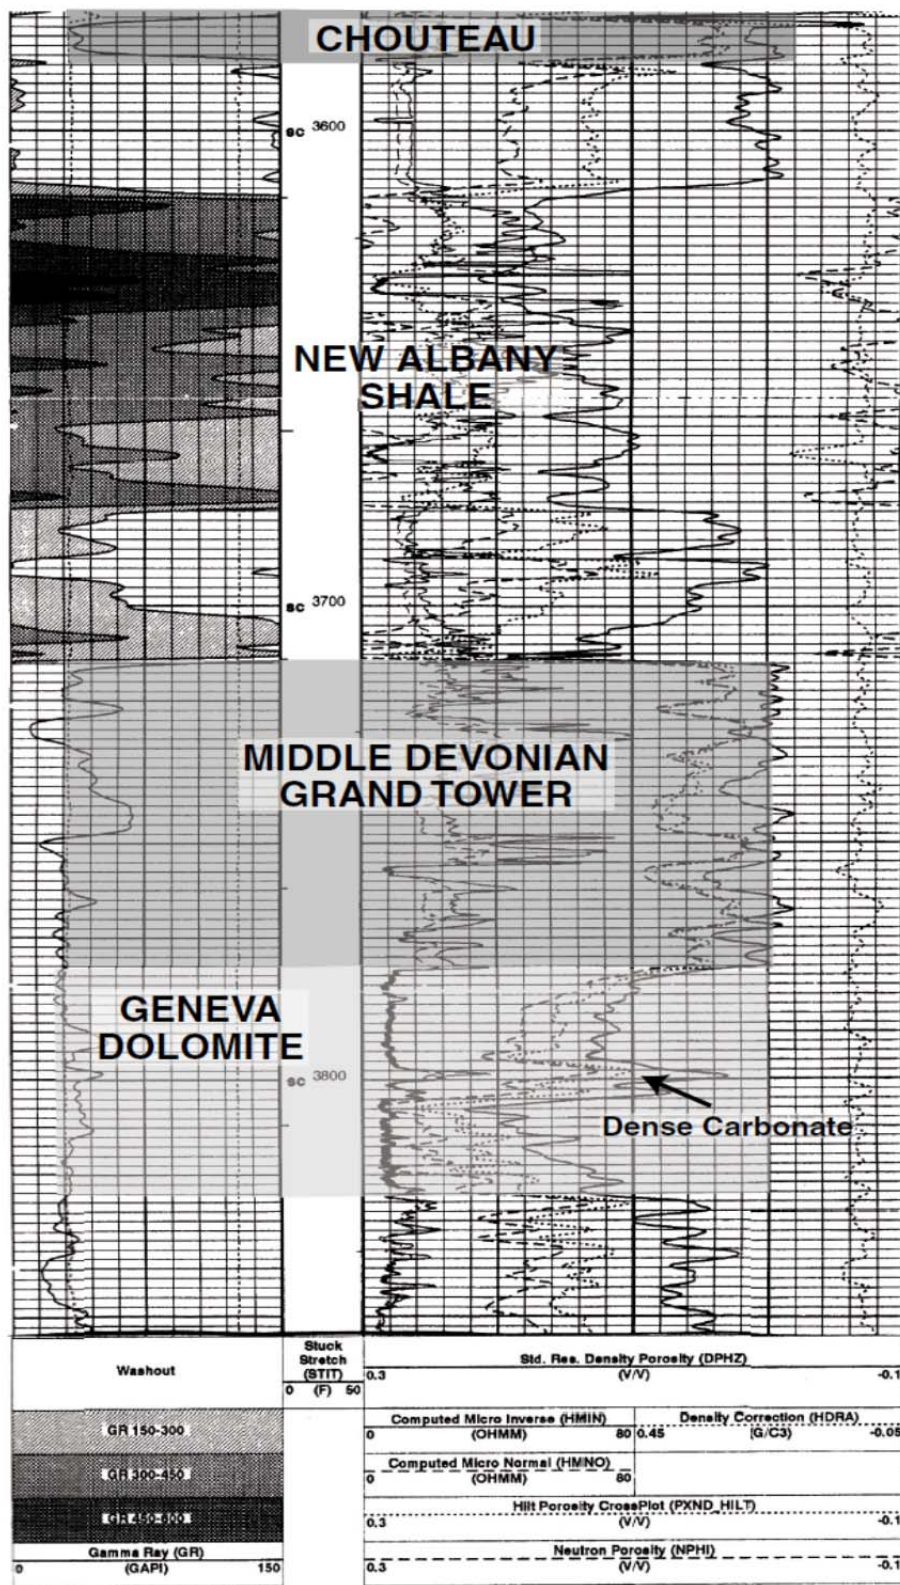 CHOUTEAU
SC 3600
NEW ALBANY
SHALE
SC 3700
MIDDLE DEVONIAN
GRAND TOWER
GENEVA
DOLOMITE
SC 3800
Dense Carbonate
Washout
Stuck
Stretch
(STIT)
0 (F) 50
Std. Res. Density Porosity (DPHZ)
0.3 (V/V) -0.1
GR 150-300
Computed Micro Inverse (HMIN)
0 (OHMM) 80
Density Correction (HDRA)
0.45 (G/C3) -0.05
GR 300-450
Computed Micro Normal (HMNO)
0 (OHMM) 80
GR 450-600
Hilt Porosity CrossPlot (PXND_HILT)
0.3 (V/V) -0.1
Gamma Ray (GR)
0 (GAPI) 150
Neutron Porosity (NPHI)
0.3 (V/V) -0.1